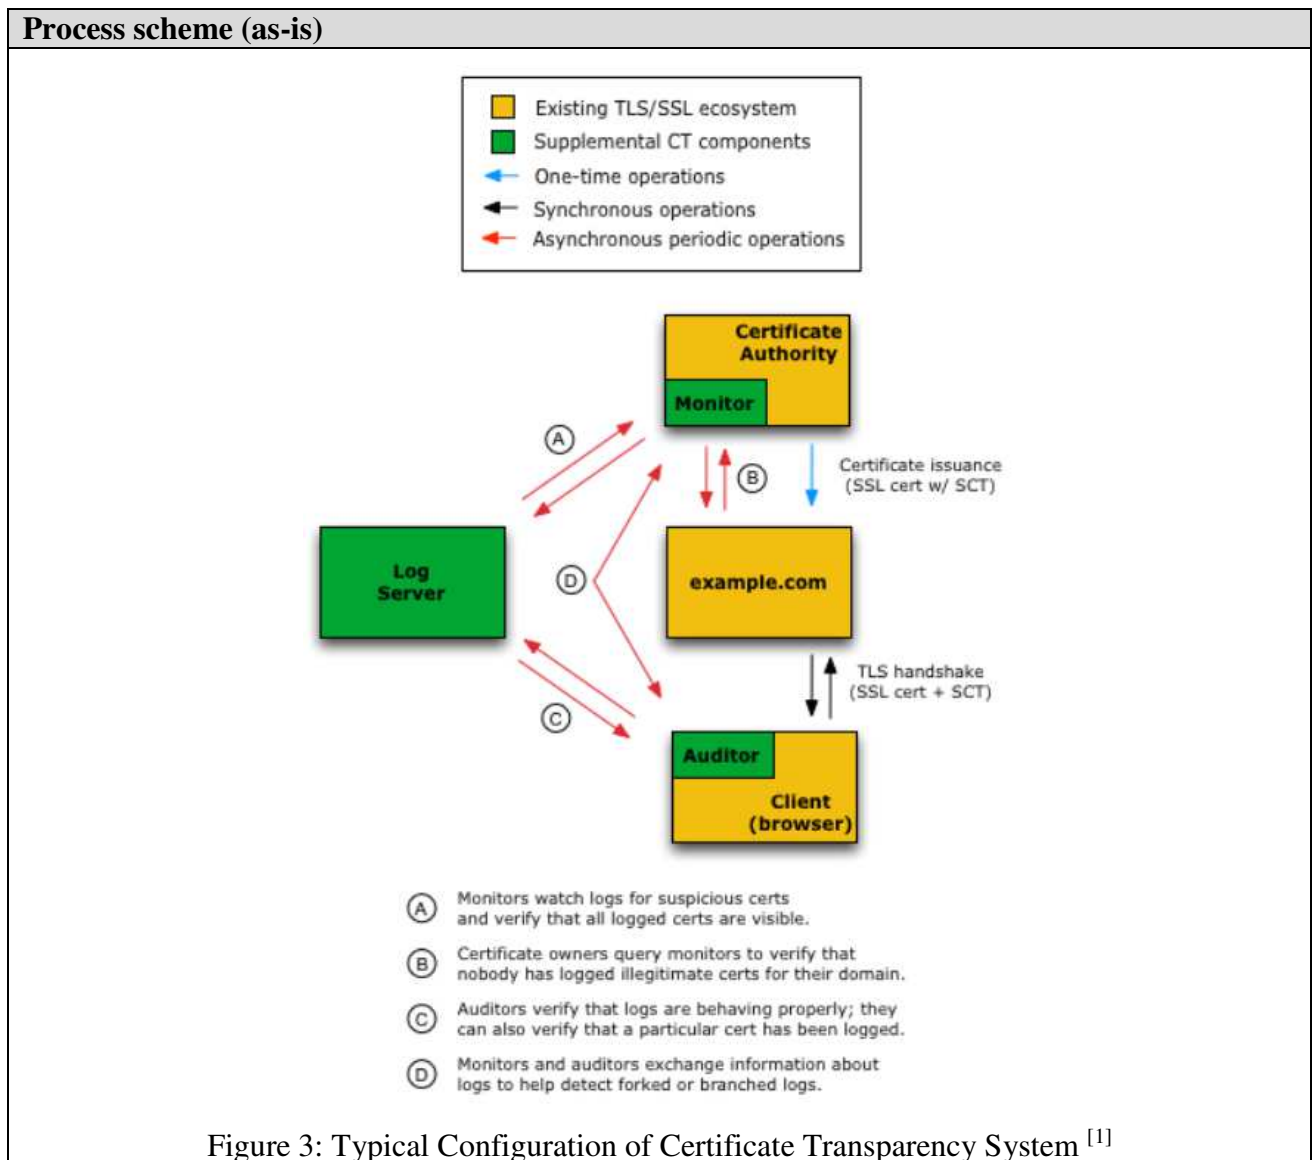 Process scheme (as-is)
Existing TLS/SSL ecosystem
Supplemental CT components
One-time operations
Synchronous operations
Asynchronous periodic operations
Certificate
Authority
Monitor
A
B
Certificate issuance
(SSL cert w/ SCT)
Log
Server
D
example.com
TLS handshake
(SSL cert + SCT)
C
Auditor
Client
(browser)
A Monitors watch logs for suspicious certs
and verify that all logged certs are visible.
B Certificate owners query monitors to verify that
nobody has logged illegitimate certs for their domain.
C Auditors verify that logs are behaving properly; they
can also verify that a particular cert has been logged.
D Monitors and auditors exchange information about
logs to help detect forked or branched logs.
Figure 3: Typical Configuration of Certificate Transparency System [1]